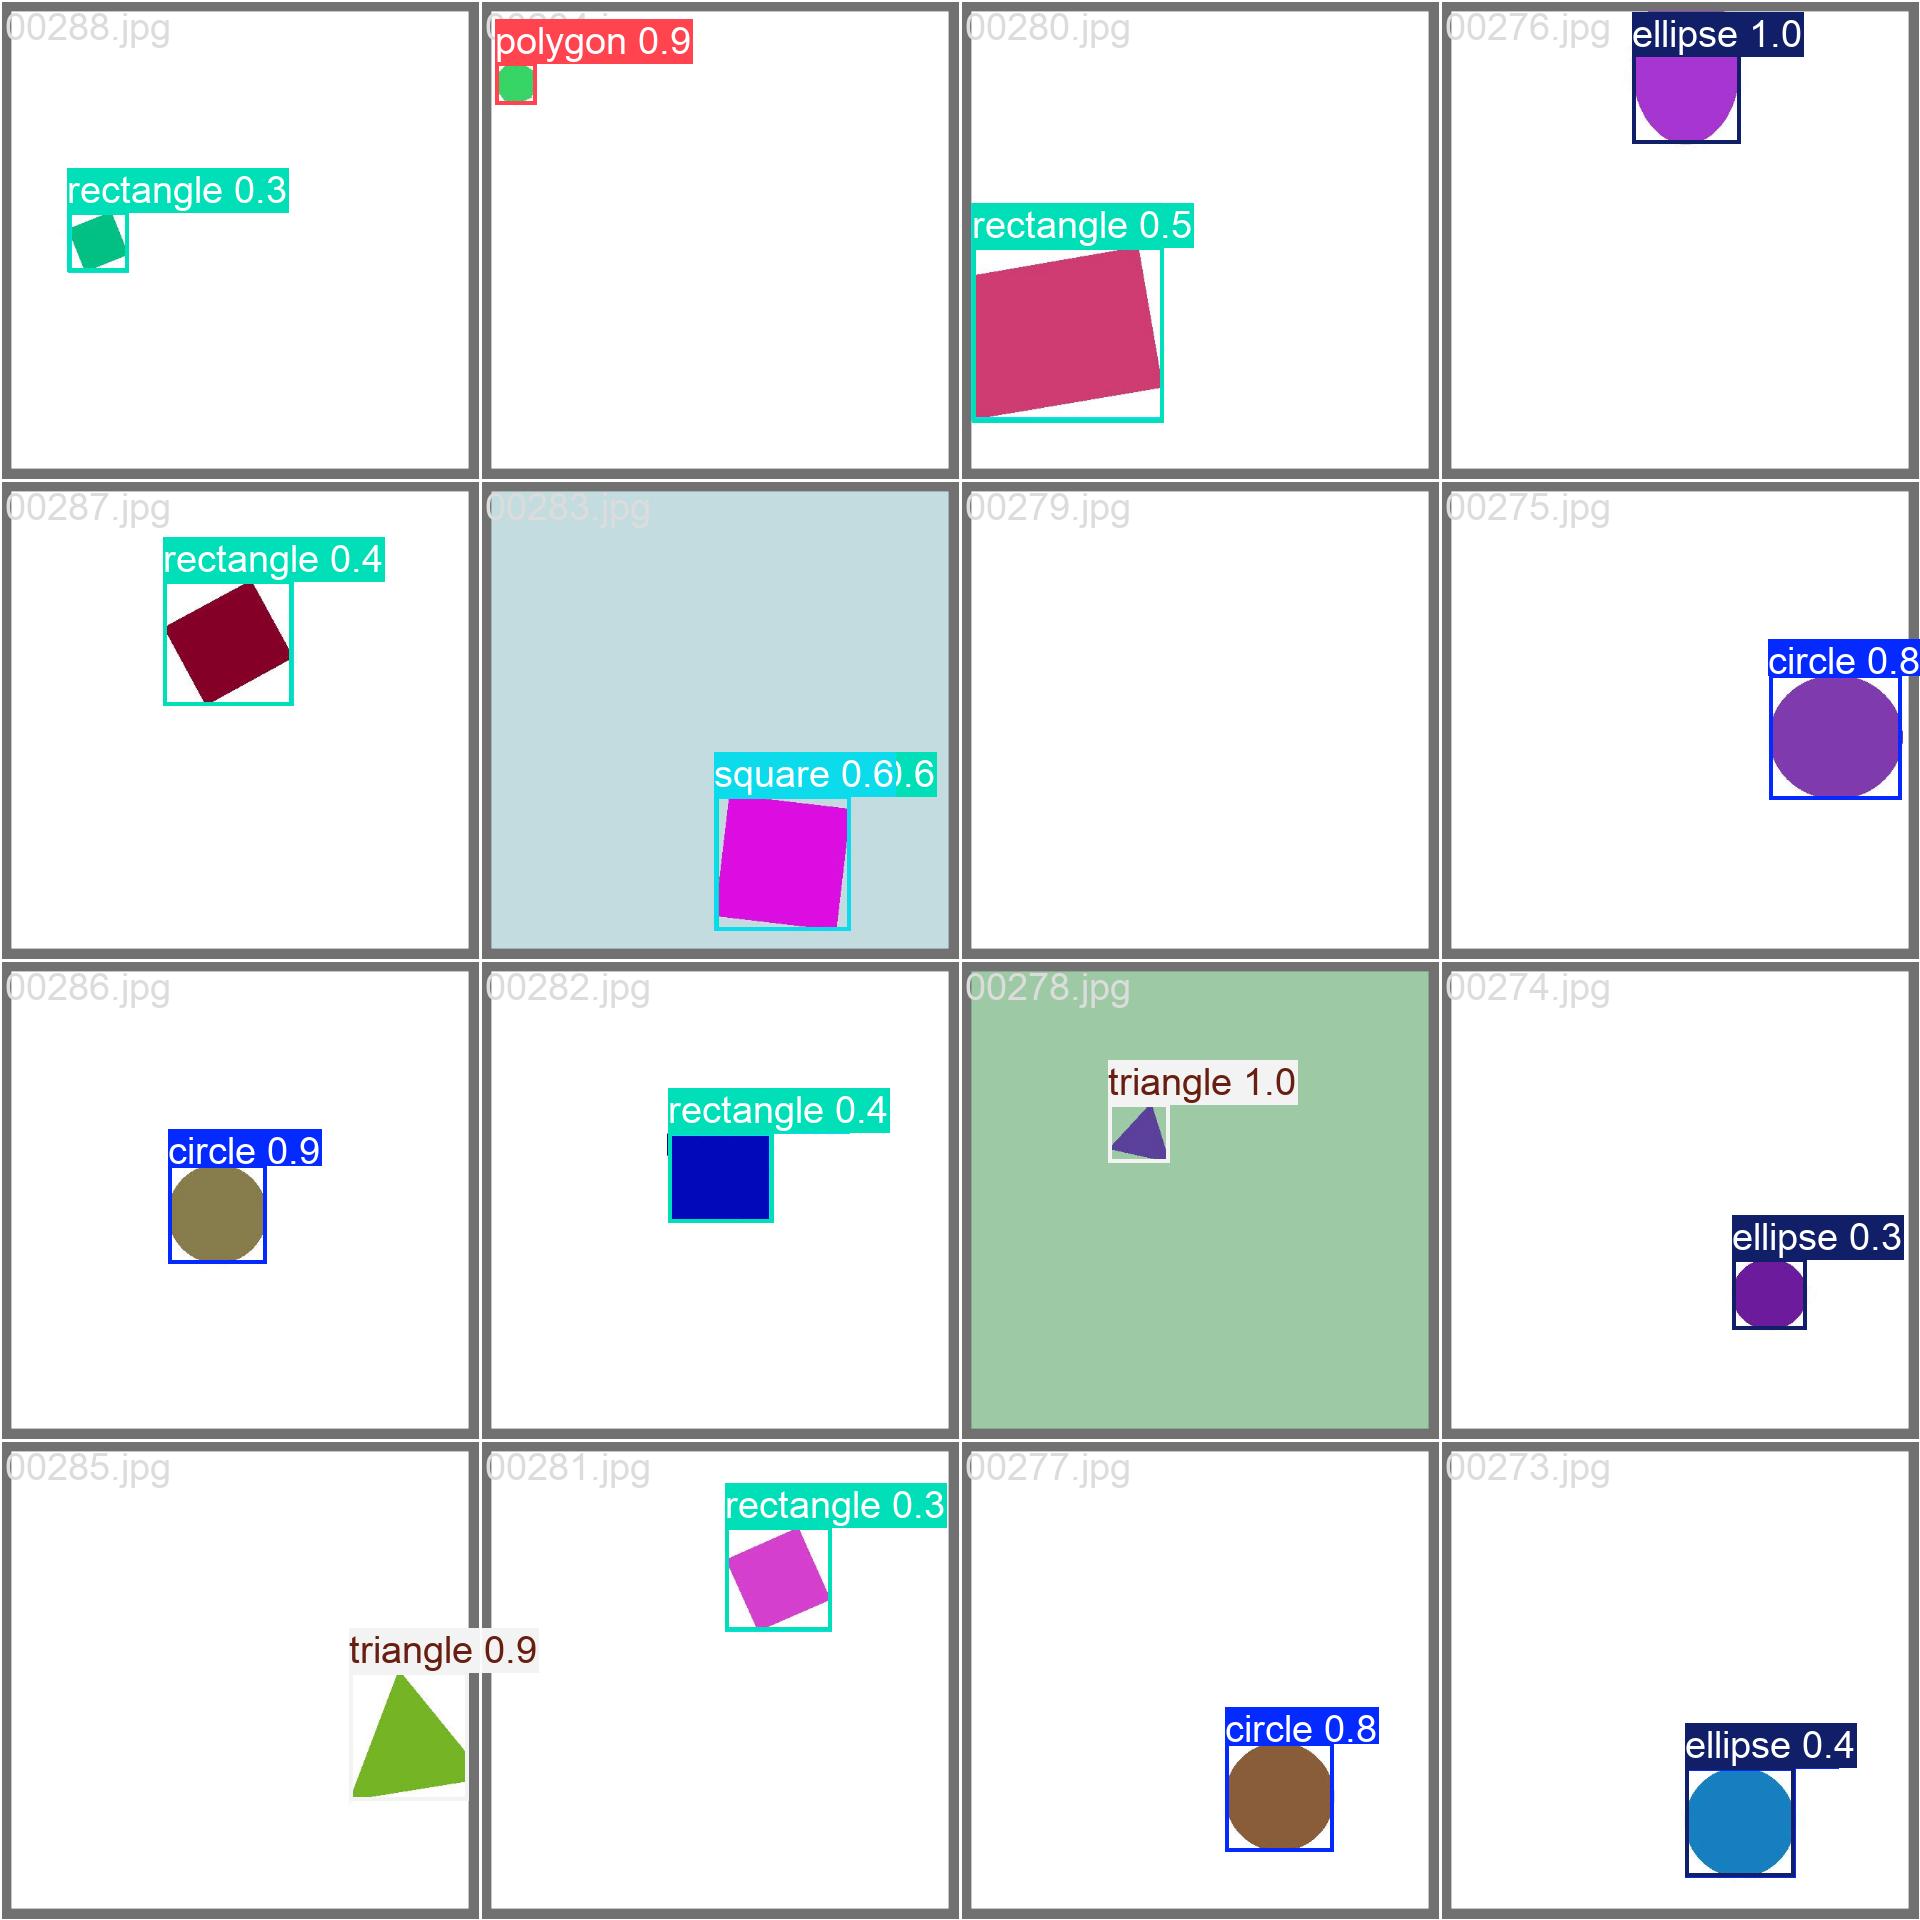 00288.jpg
polygon 0.9
00280.jpg
00276.jpg
ellipse 1.0
rectangle 0.3
rectangle 0.5
00287.jpg
rectangle 0.4
00283.jpg
square 0.6
.6
00279.jpg
00275.jpg
circle 0.8
00286.jpg
circle 0.9
00282.jpg
rectangle 0.4
00278.jpg
triangle 1.0
00274.jpg
ellipse 0.3
00285.jpg
triangle 0.9
00281.jpg
rectangle 0.3
00277.jpg
circle 0.8
00273.jpg
ellipse 0.4